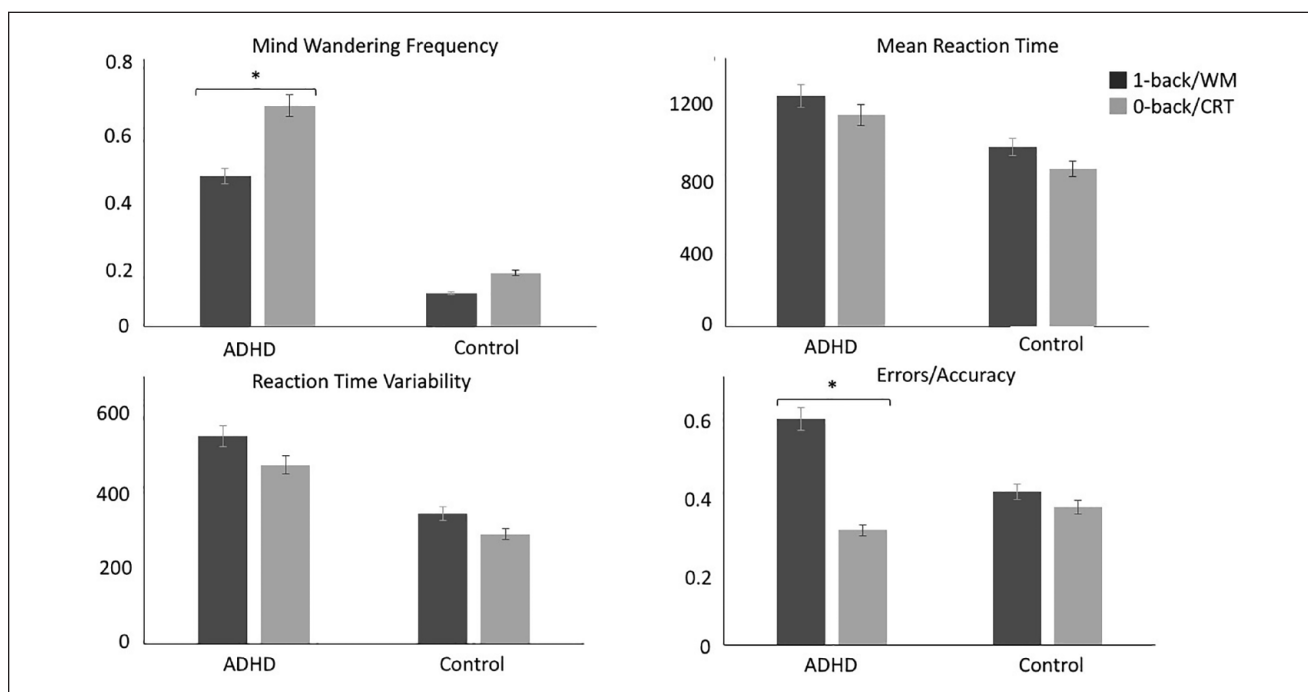 Mind Wandering Frequency
0.8
*
0.6
0.4
0.2
0
ADHD Control
Mean Reaction Time
1-back/WM
0-back/CRT
1200
800
400
0
ADHD Control
Reaction Time Variability
600
400
200
0
ADHD Control
Errors/Accuracy
*
0.6
0.4
0.2
0
ADHD Control